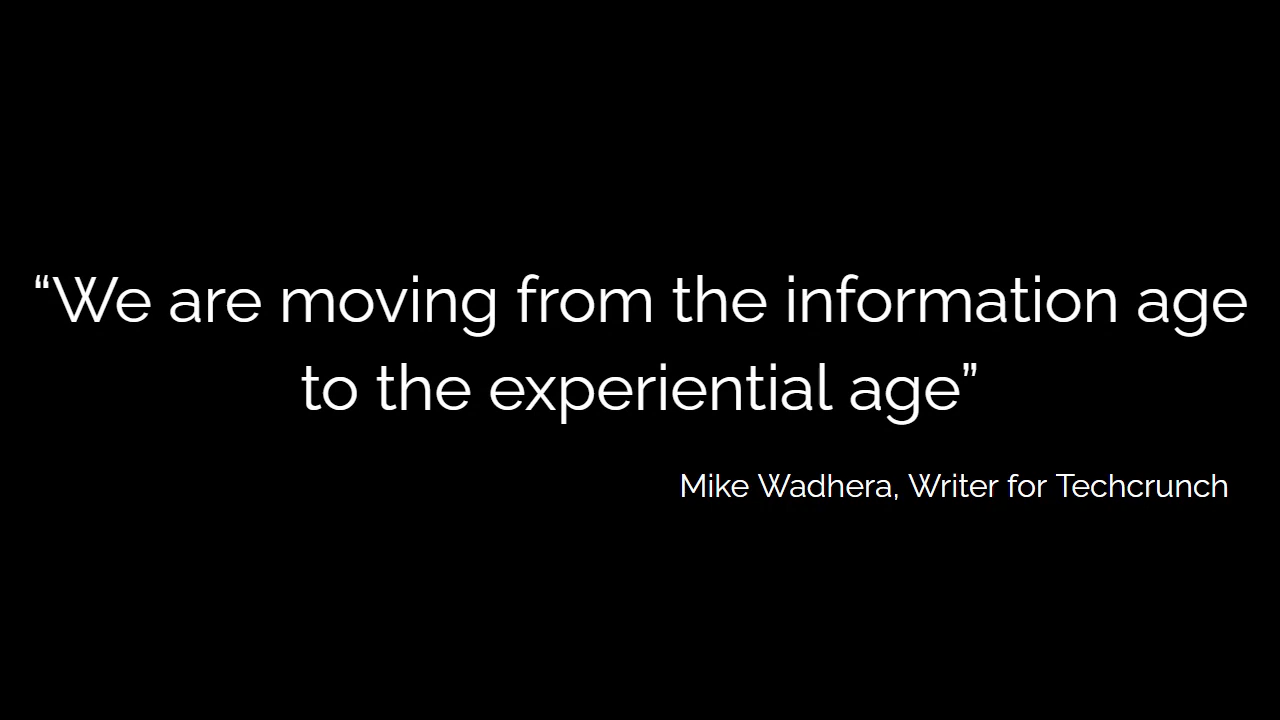 “We are moving from the information age
to the experiential age”
Mike Wadhera, Writer for Techcrunch